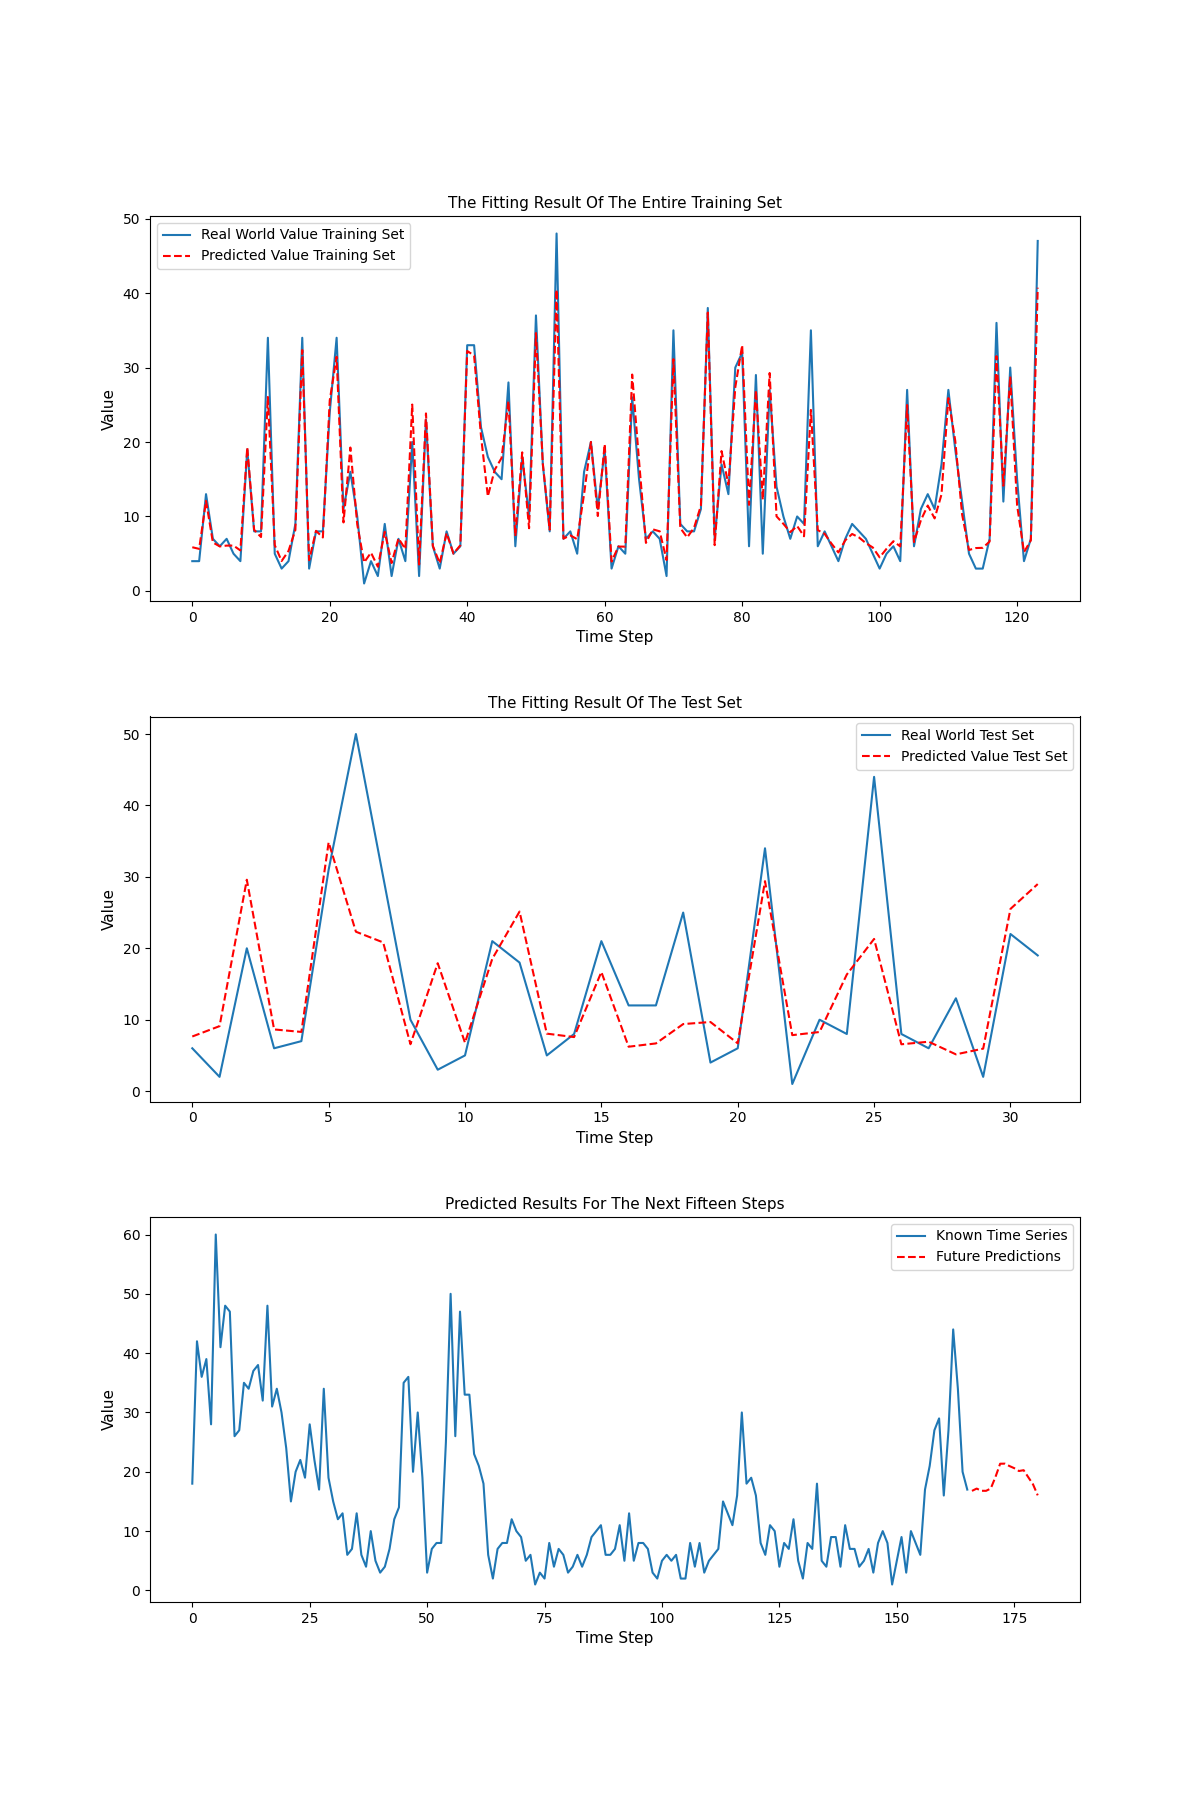 The Fitting Result Of The Entire Training Set
50
40
30
20
10
0
Value
Real World Value Training Set
Predicted Value Training Set
0 20 40 60 80 100 120
Time Step
The Fitting Result Of The Test Set
50
40
30
20
10
0
Value
Real World Test Set
Predicted Value Test Set
0 5 10 15 20 25 30
Time Step
Predicted Results For The Next Fifteen Steps
60
50
40
30
20
10
0
Value
Known Time Series
Future Predictions
0 25 50 75 100 125 150 175
Time Step